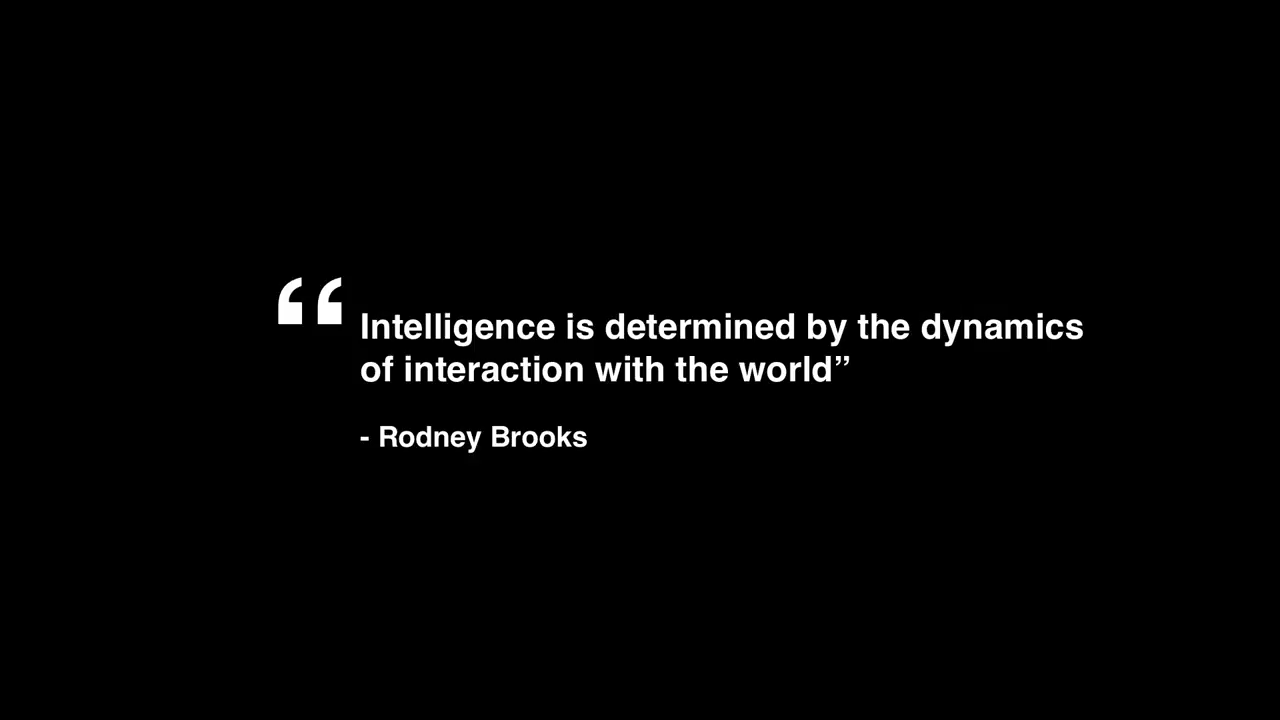 “Intelligence is determined by the dynamics
of interaction with the world”
- Rodney Brooks